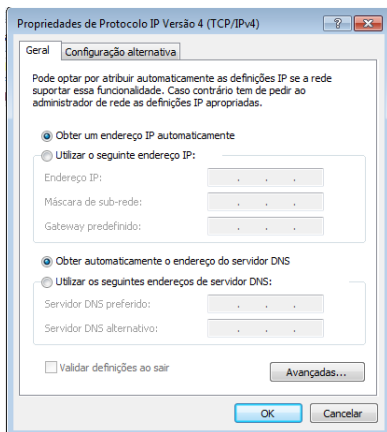 Propriedades de Protocolo IP Versão 4 (TCP/IPv4)
Geral
Configuração alternativa
Pode optar por atribuir automaticamente as definições IP se a rede
suportar essa funcionalidade. Caso contrário tem de pedir ao
administrador de rede as definições IP apropriadas.
Obter um endereço IP automaticamente
Utilizar o seguinte endereço IP:
Endereço IP:
Máscara de sub-rede:
Gateway predefinido:
Obter automaticamente o endereço do servidor DNS
Utilizar os seguintes endereços de servidor DNS:
Servidor DNS preferido:
Servidor DNS alternativo:
Validar definições ao sair
Avançadas...
OK
Cancelar